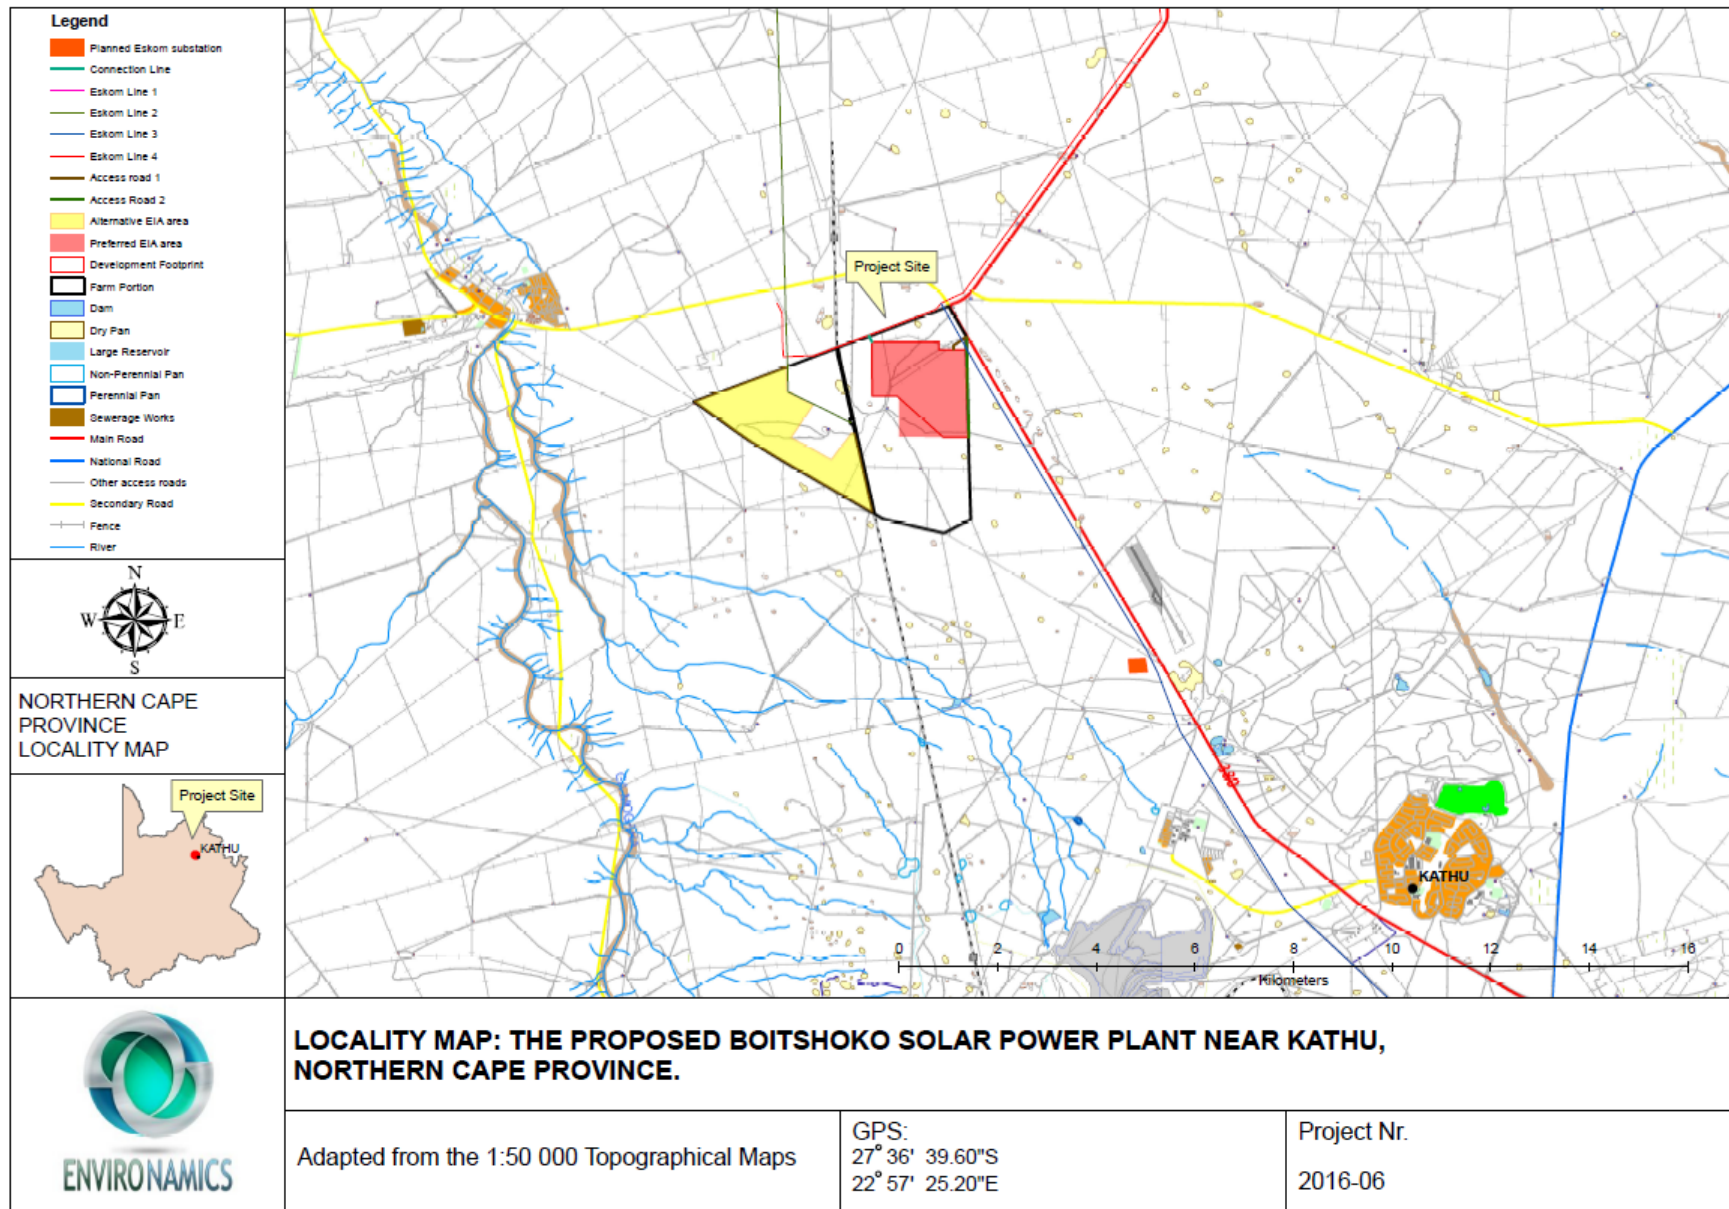 Legend
Planned Eskom substation
Connection Line
Eskom Line 1
Eskom Line 2
Eskom Line 3
Eskom Line 4
Access road 1
Access Road 2
Alternative EIA area
Preferred EIA area
Development Footprint
Farm Portion
Dam
Dry Pan
Large Reservoir
Non-Perennial Pan
Perennial Pan
Sewerage Works
Main Road
National Road
Other access roads
Secondary Road
Fence
River
N
W E
S
NORTHERN CAPE
PROVINCE
LOCALITY MAP
Project Site
KATHU
Project Site
380
KATHU
0 2 4 6 8 10 12 14 16
Kilometers
ENVIRONAMICS
LOCALITY MAP: THE PROPOSED BOITSHOKO SOLAR POWER PLANT NEAR KATHU,
NORTHERN CAPE PROVINCE.
Adapted from the 1:50 000 Topographical Maps
GPS:
27° 36' 39.60"S
22° 57' 25.20"E
Project Nr.
2016-06